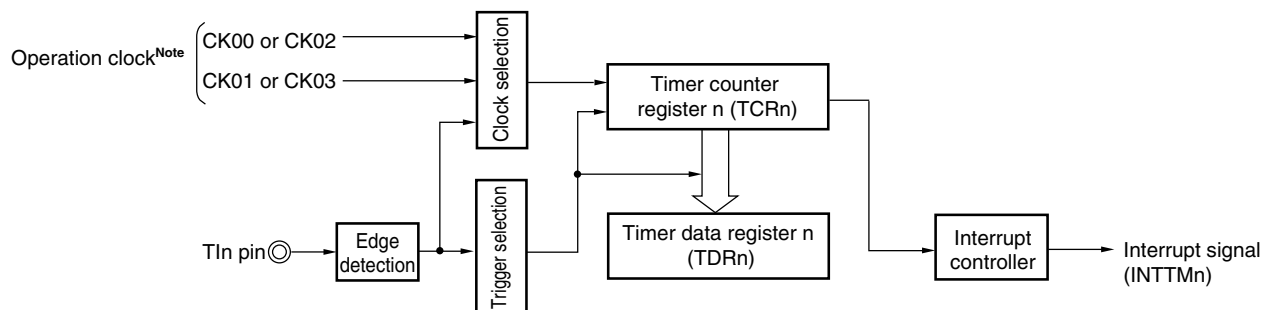 Operation clockNote
CK00 or CK02
CK01 or CK03
Clock selection
Timer counter
register n (TCRn)
TIn pin
Edge
detection
Trigger selection
Timer data register n
(TDRn)
Interrupt
controller
Interrupt signal
(INTTMn)